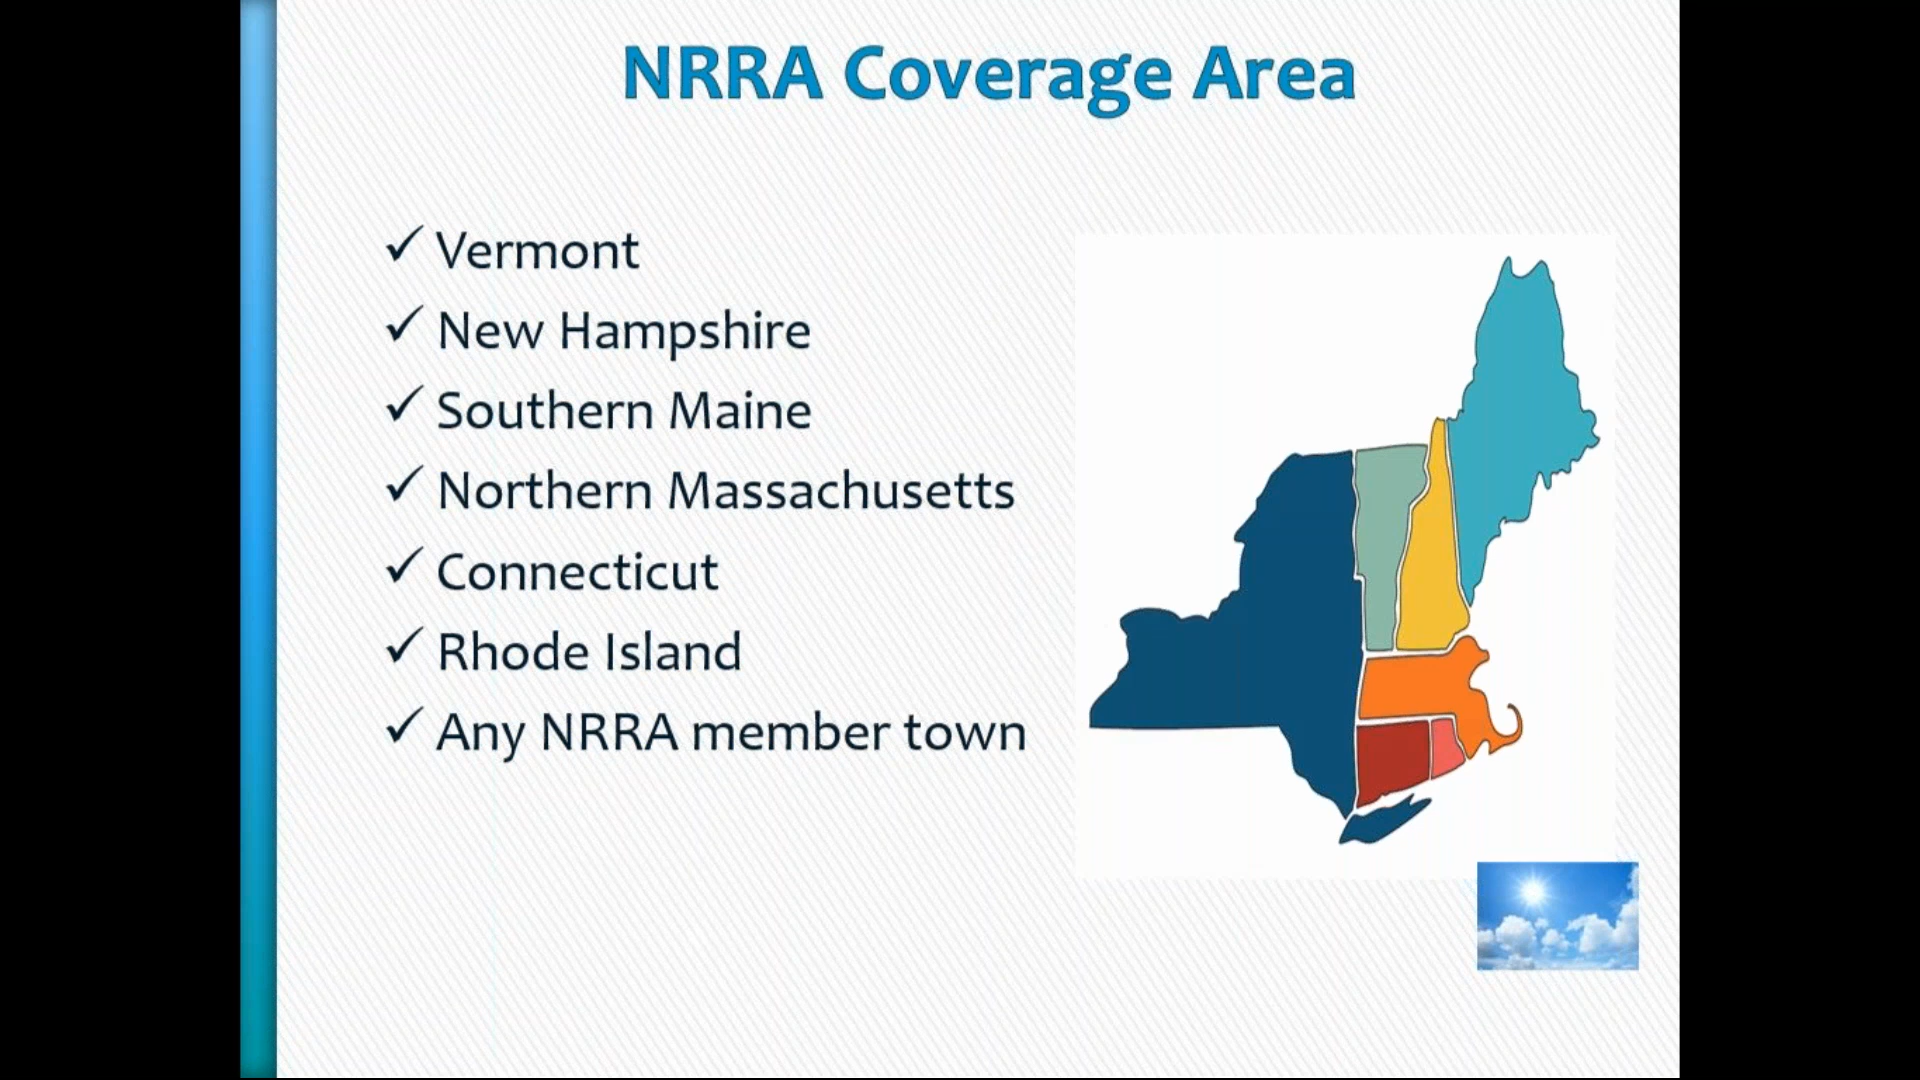 NRRA Coverage Area
✓ Vermont
✓ New Hampshire
✓ Southern Maine
✓ Northern Massachusetts
✓ Connecticut
✓ Rhode Island
✓ Any NRRA member town